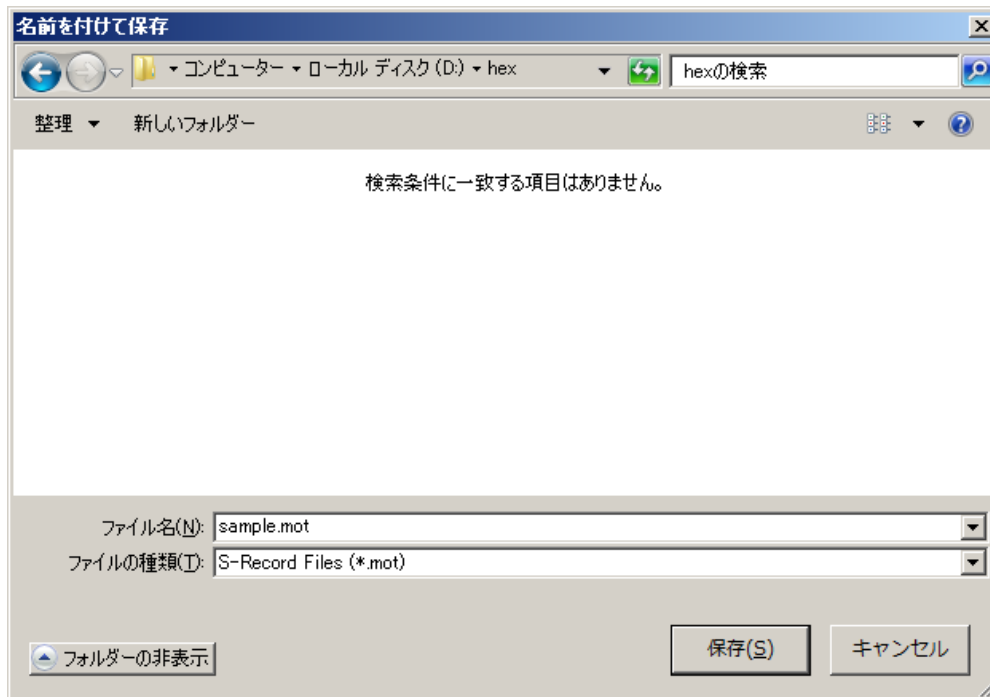 名前を付けて保存
コンピューター ローカル ディスク (D:) hex hexの検索
整理 新しいフォルダー
検索条件に一致する項目はありません。
ファイル名(N): sample.mot
ファイルの種類(T): S-Record Files (*.mot)
フォルダーの非表示 保存(S) キャンセル